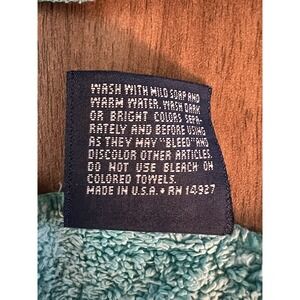 WASH WITH MILD SOAP AND
WARM WATER. WASH DARK
OR BRIGHT COLORS SEPA-
RATELY AND BEFORE USING
AS THEY MAY "BLEED" AND
DISCOLOR OTHER ARTICLES.
DO NOT USE BLEACH ON
COLORED TOWELS.
MADE IN U.S.A. • RN 14927